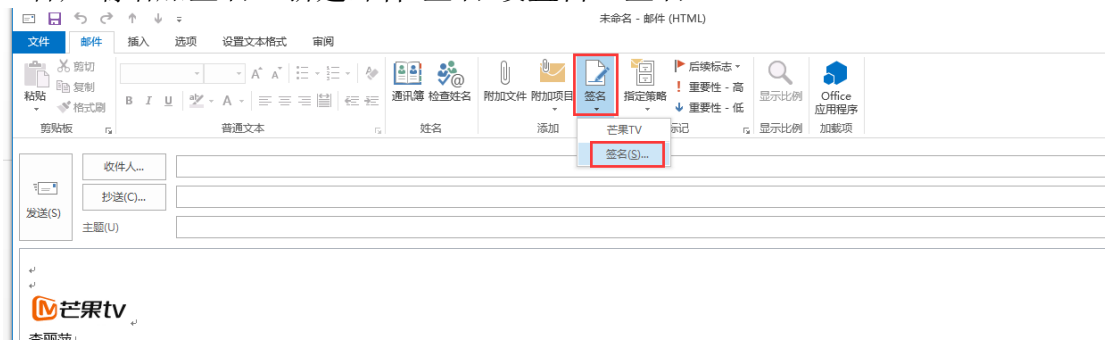 未命名 - 邮件 (HTML)
文件 邮件 插入 选项 设置文本格式 审阅
粘贴 剪切 复制 格式刷
B I U A
通讯簿 检查姓名 附加文件 附加项目 签名 指定策略
后续标志
! 重要性 - 高
重要性 - 低
显示比例 Office 应用程序
剪贴板 普通文本 姓名 添加 标记 显示比例 加载项
芒果TV
签名(S)...
收件人...
发送(S)
抄送(C)...
主题(U)
芒果tv